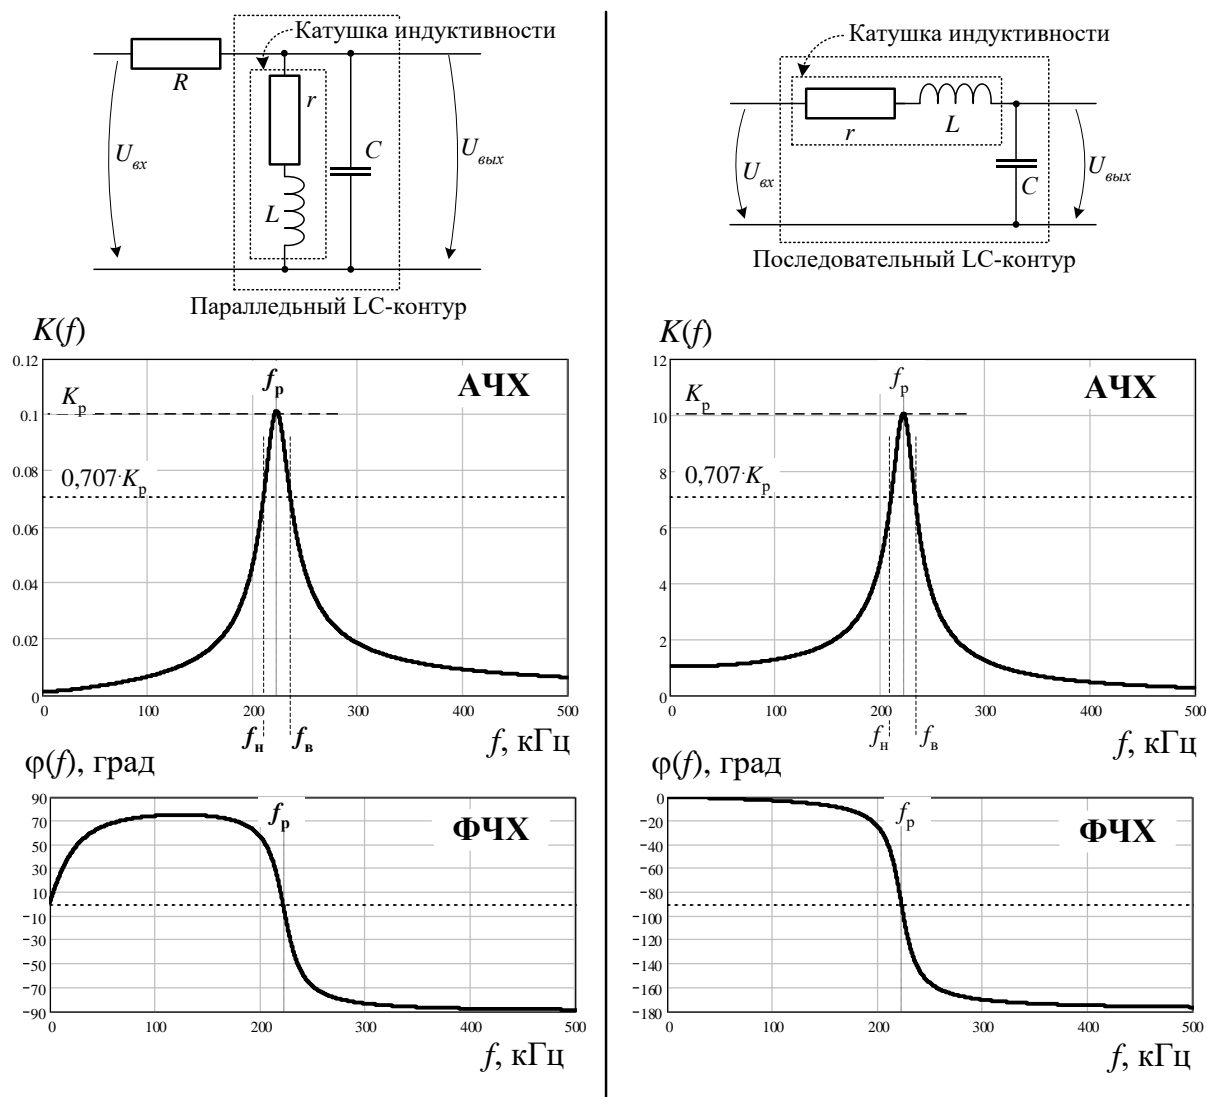 Катушка индуктивности
R
r
C
L
Uвх
Uвых
Паралледьный LC-контур
K(f)
0.12
0.1
0.08
0.06
0.04
0.02
0
Kр
0,707·Kр
fр
АЧХ
0 100 200 300 400 500
fн fв
f, кГц
φ(f), град
90
70
50
30
10
−10
−30
−50
−70
−90
fр
ФЧХ
0 100 200 300 400 500
f, кГц
Катушка индуктивности
r
L
C
Uвх
Uвых
Последовательный LC-контур
K(f)
12
10
8
6
4
2
0
Kр
0,707·Kр
fр
АЧХ
0 100 200 300 400 500
fн fв
f, кГц
φ(f), град
0
−20
−40
−60
−80
−100
−120
−140
−160
−180
fр
ФЧХ
0 100 200 300 400 500
f, кГц